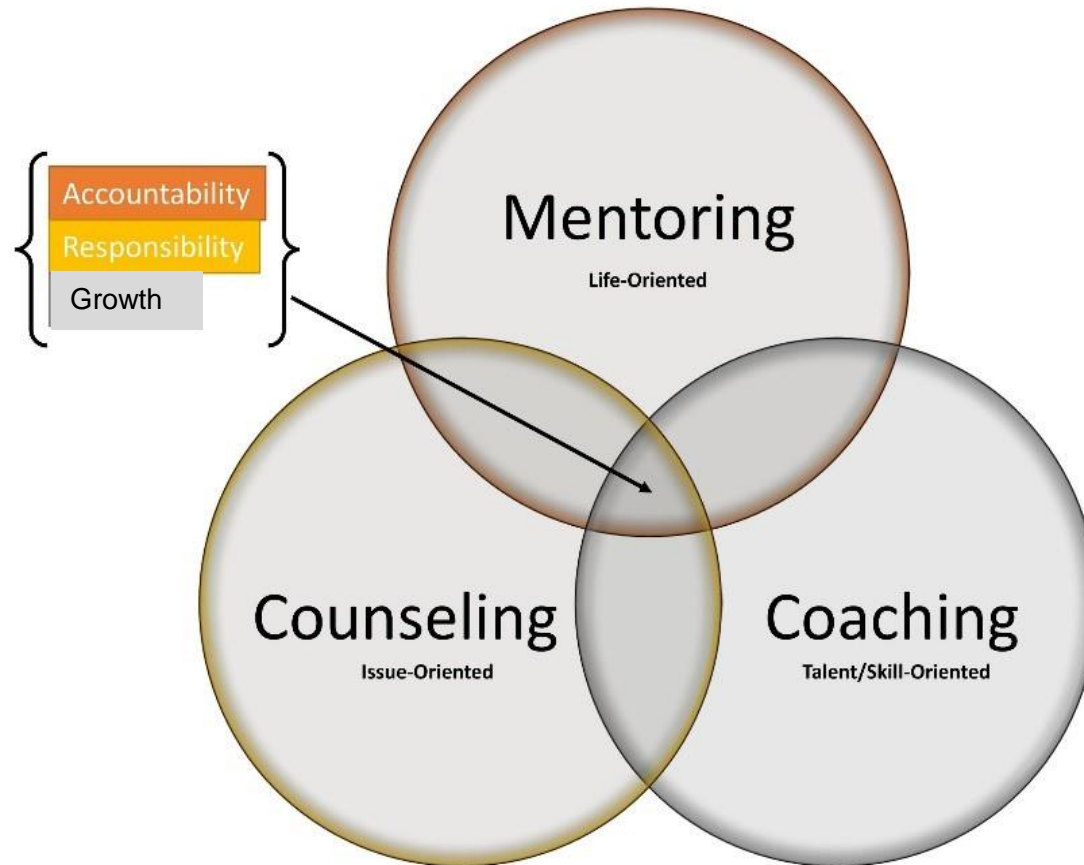 Accountability
Responsibility
Growth
Mentoring
Life-Oriented
Counseling
Issue-Oriented
Coaching
Talent/Skill-Oriented